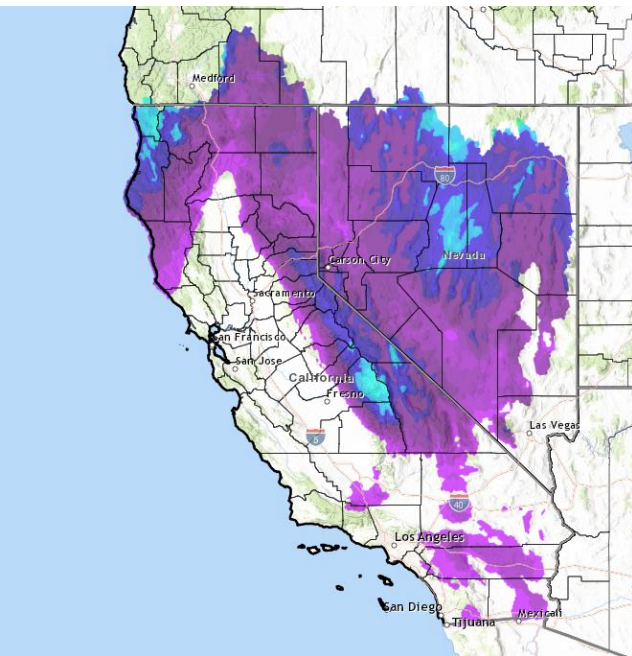 Medford
80
Carson City
Nevada
Sacramento
San Francisco
San Jose
California
Fresno
5
Las Vegas
40
Los Angeles
San Diego
Mexicali
Tijuana